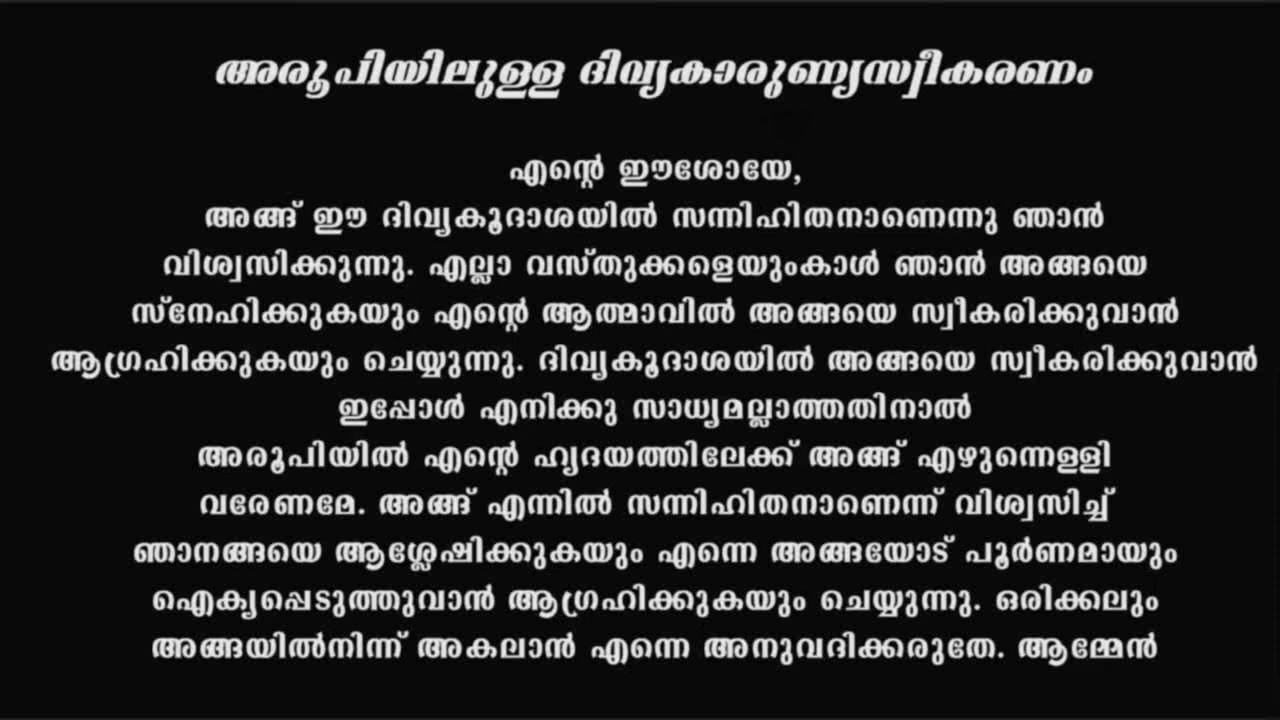 അരൂപിയിലുള്ള ദിവ്യകാരുണ്യസ്വീകരണം
എന്റെ ഈശോയേ,
അങ്ങ് ഈ ദിവ്യകൂദാശയിൽ സന്നിഹിതനാണെന്നു ഞാൻ
വിശ്വസിക്കുന്നു. എല്ലാ വസ്തുക്കളെയുംകാൾ ഞാൻ അങ്ങയെ
സ്നേഹിക്കുകയും എന്റെ ആത്മാവിൽ അങ്ങയെ സ്വീകരിക്കുവാൻ
ആഗ്രഹിക്കുകയും ചെയ്യുന്നു. ദിവ്യകൂദാശയിൽ അങ്ങയെ സ്വീകരിക്കുവാൻ
ഇപ്പോൾ എനിക്കു സാധ്യമല്ലാത്തതിനാൽ
അരൂപിയിൽ എന്റെ ഹൃദയത്തിലേക്ക് അങ്ങ് എഴുന്നെള്ളി
വരേണമേ. അങ്ങ് എന്നിൽ സന്നിഹിതനാണെന്ന് വിശ്വസിച്ച്
ഞാനങ്ങയെ ആശ്ലേഷിക്കുകയും എന്നെ അങ്ങയോട് പൂർണമായും
ഐക്യപ്പെടുത്തുവാൻ ആഗ്രഹിക്കുകയും ചെയ്യുന്നു. ഒരിക്കലും
അങ്ങയിൽനിന്ന് അകലാൻ എന്നെ അനുവദിക്കരുതേ. ആമ്മേൻ